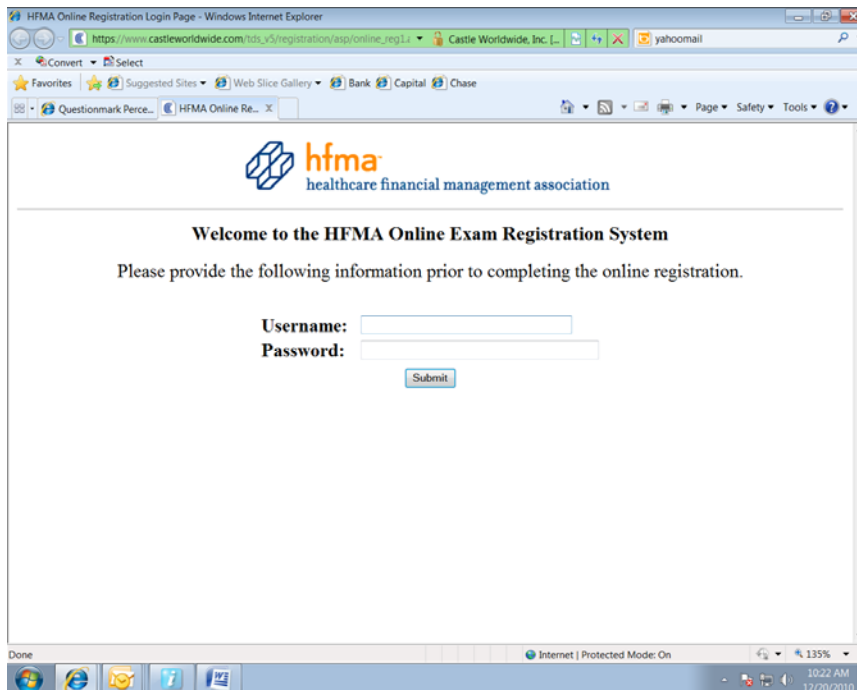 HFMA Online Registration Login Page - Windows Internet Explorer
https://www.castleworldwide.com/tds_v5/registration/asp/online_reg1.a Castle Worldwide, Inc. [... yahoomail
x Convert Select
Favorites Suggested Sites Web Slice Gallery Bank Capital Chase
Questionmark Perce... HFMA Online Re... X Page Safety Tools
hfma
healthcare financial management association
Welcome to the HFMA Online Exam Registration System
Please provide the following information prior to completing the online registration.
Username:
Password:
Submit
Done Internet | Protected Mode: On 135%
10:22 AM
12/20/2010